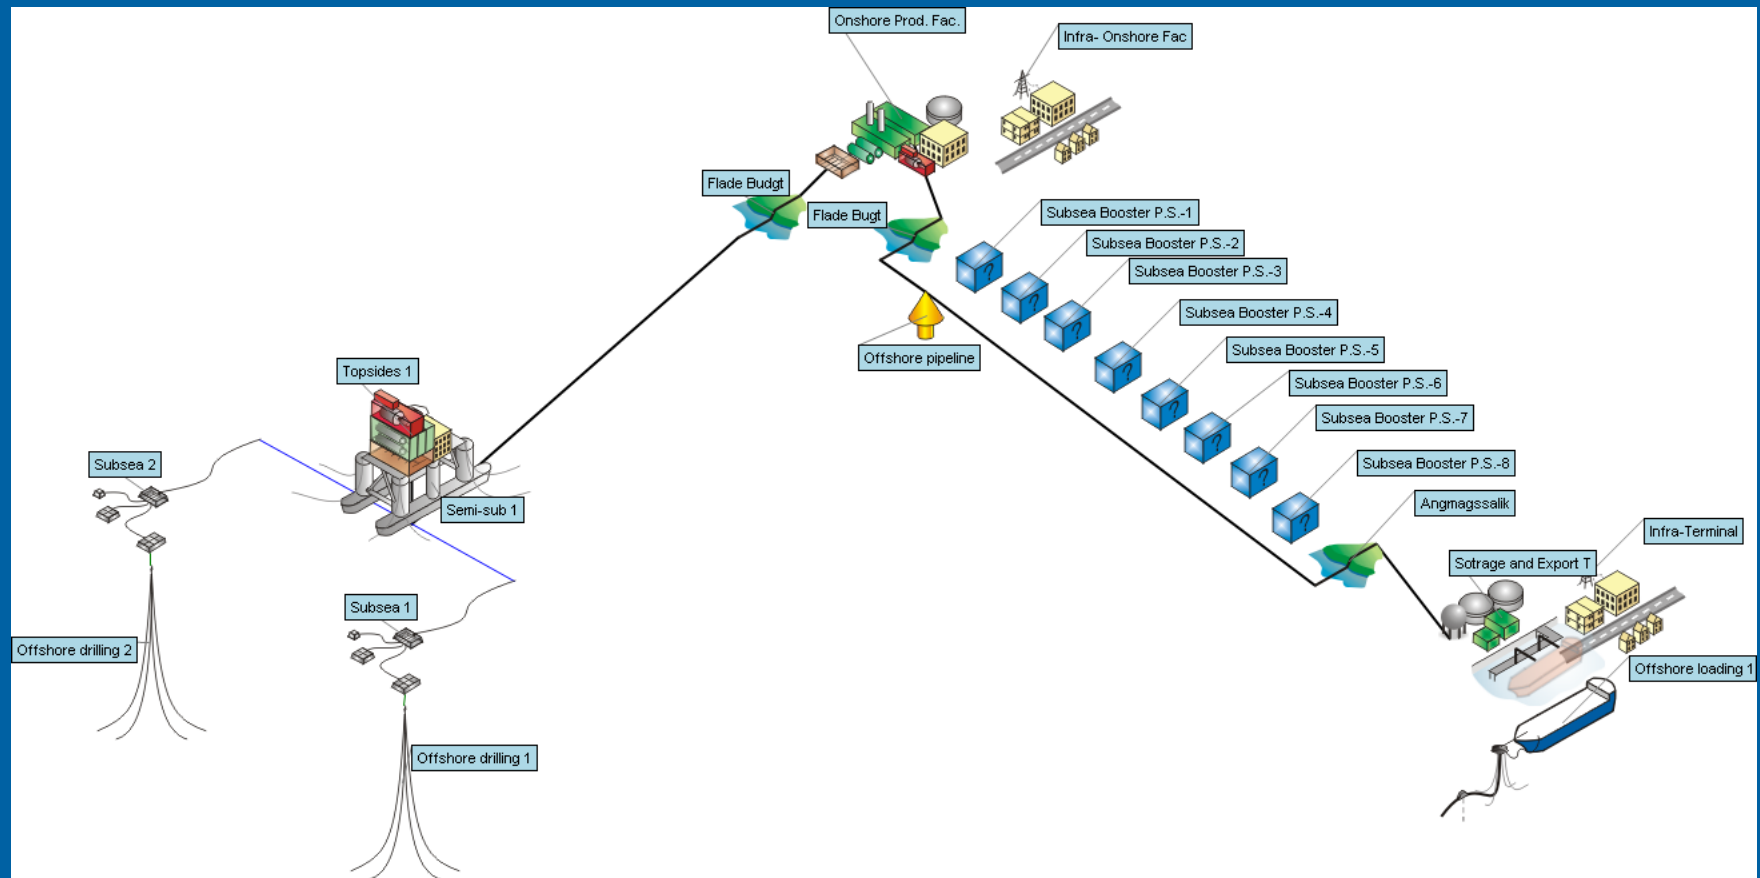 Onshore Prod. Fac.
Infra- Onshore Fac
Flade Budgt
Flade Bugt
Subsea Booster P.S.-1
Subsea Booster P.S.-2
Subsea Booster P.S.-3
Subsea Booster P.S.-4
Offshore pipeline
Subsea Booster P.S.-5
Topsides 1
Subsea Booster P.S.-6
Subsea Booster P.S.-7
Subsea 2
Subsea Booster P.S.-8
Semi-sub 1
Angmagssalik
Infra-Terminal
Sotrage and Export T
Subsea 1
Offshore drilling 2
Offshore loading 1
Offshore drilling 1
?
?
?
?
?
?
?
?